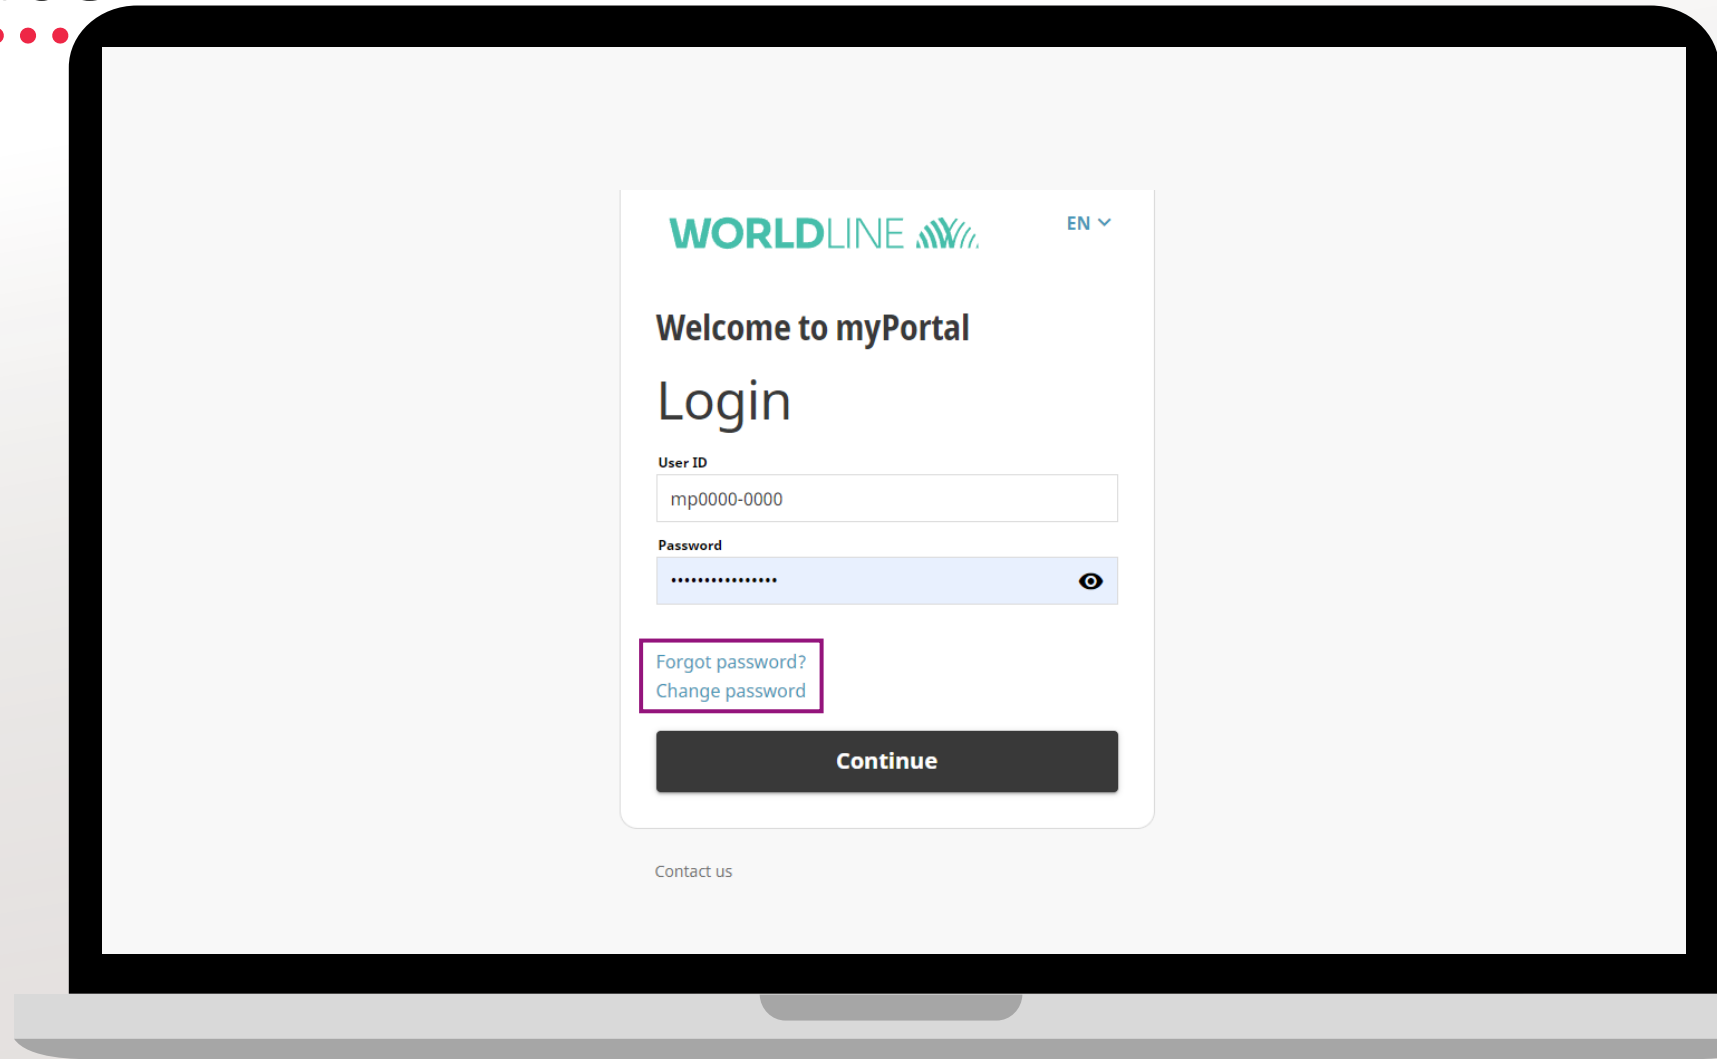 WORLDLINE
EN
Welcome to myPortal
Login
User ID
mp0000-0000
Password
••••••••••••••••
Forgot password?
Change password
Continue
Contact us